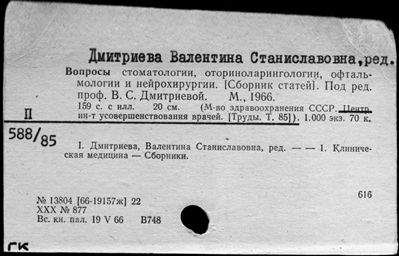 Дмитриева Валентина Станиславовна, ред.
Вопросы стоматологии, оториноларингологии, офталь-
мологии и нейрохирургии. [Сборник статей]. Под ред.
проф. В. С. Дмитриевой. М., 1966.
159 с. с илл. 20 см. (М-во здравоохранения СССР. Центр.
II
ин-т усовершенствования врачей. [Труды. Т. 85]). 1.000 экз. 70 к.
588/85
I. Дмитриева, Валентина Станиславовна, ред. — — 1. Клиниче-
ская медицина — Сборники.
616
№ 13804 [66-19157ж] 22
XXX № 877
Вс. кн. пал. 19 V 66 В748
ГК